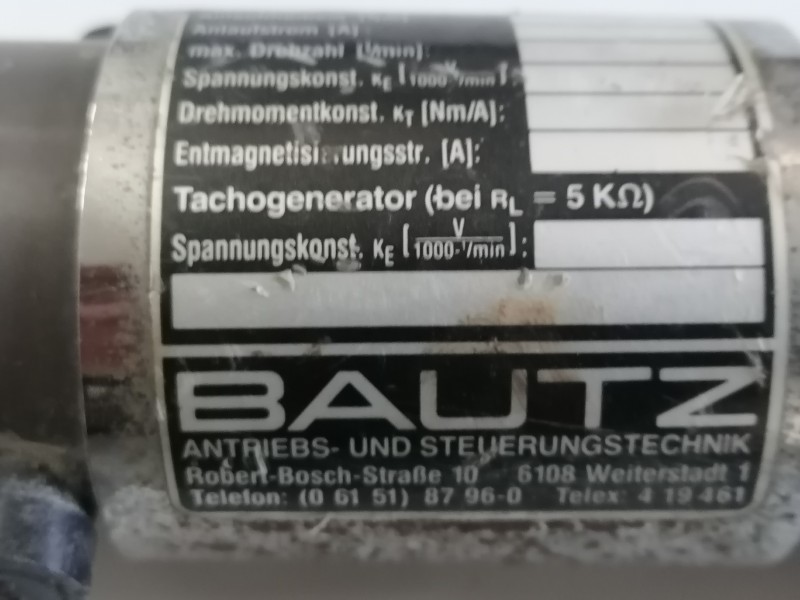 Anlaufstrom [A]:
max. Drehzahl [¹/min]:
Spannungskonst. KE [V/1000·¹/min]:
Drehmomentkonst. KT [Nm/A]:
Entmagnetisierungsstr. [A]:
Tachogenerator (bei RL = 5 KΩ)
Spannungskonst. KE [V/1000·¹/min]:
BAUTZ
ANTRIEBS- UND STEUERUNGSTECHNIK
Robert-Bosch-Straße 10 6108 Weiterstadt 1
Telefon: (0 61 51) 87 96-0 Telex: 4 19 461